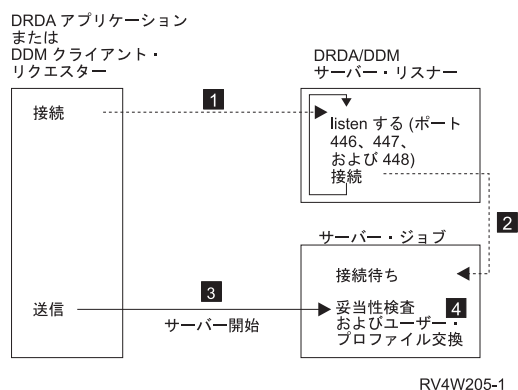 DRDA アプリケーション
または
DDM クライアント・
リクエスター
DRDA/DDM
サーバー・リスナー
接続
1
listen する (ポート
446、447、
および 448)
接続
2
サーバー・ジョブ
接続待ち
送信
3
サーバー開始
妥当性検査
およびユーザー・
プロファイル交換
4
RV4W205-1